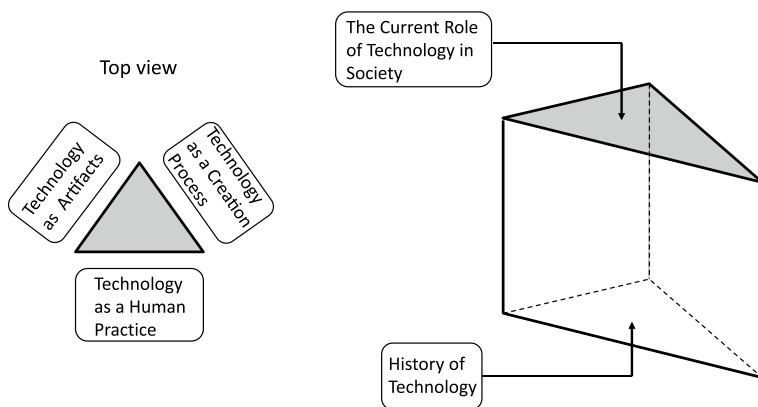 Top view
Technology
as Artifacts
Technology
as a Creation
Process
Technology
as a Human
Practice
The Current Role
of Technology in
Society
History of
Technology